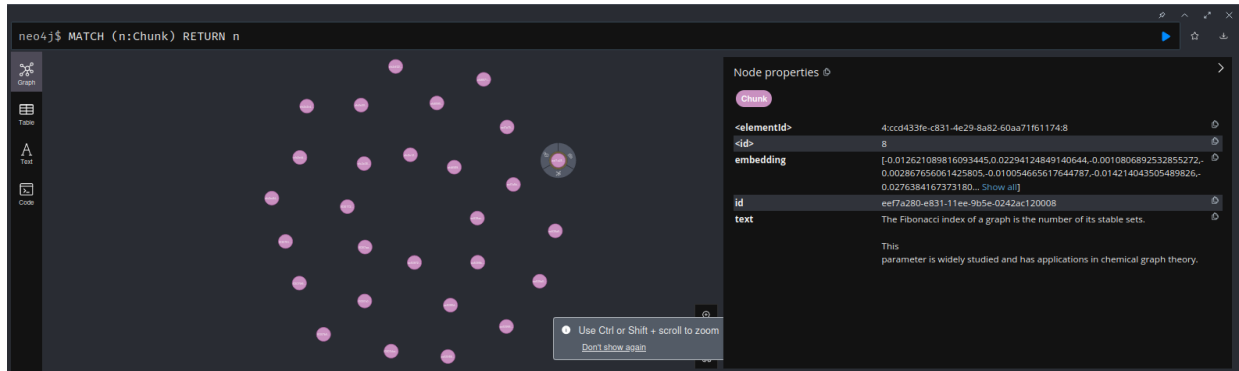 neo4j$ MATCH (n:Chunk) RETURN n
Graph
Table
Text
Code
Use Ctrl or Shift + scroll to zoom
Don't show again
Node properties
Chunk
<elementId> 4:ccd433fe-c831-4e29-8a82-60aa71f61174:8
<id> 8
embedding [-0.012621089816093445,0.02294124849140644,-0.0010806892532855272,-
0.002867656061425805,-0.010054665617644787,-0.014214043505489826,-
0.0276384167373180... Show all]
id eef7a280-e831-11ee-9b5e-0242ac120008
text The Fibonacci index of a graph is the number of its stable sets.
This
parameter is widely studied and has applications in chemical graph theory.